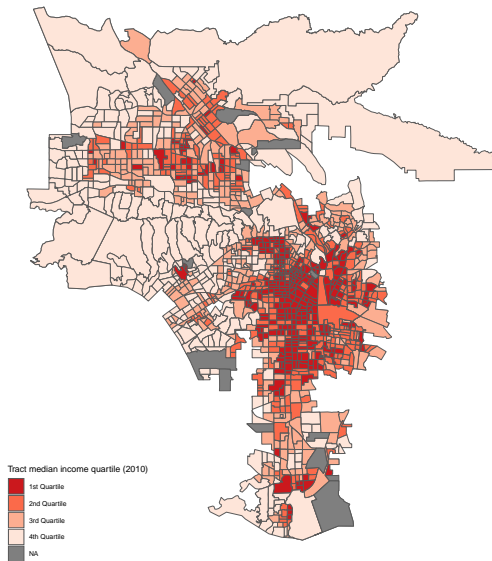 Tract median income quartile (2010)
1st Quartile
2nd Quartile
3rd Quartile
4th Quartile
NA